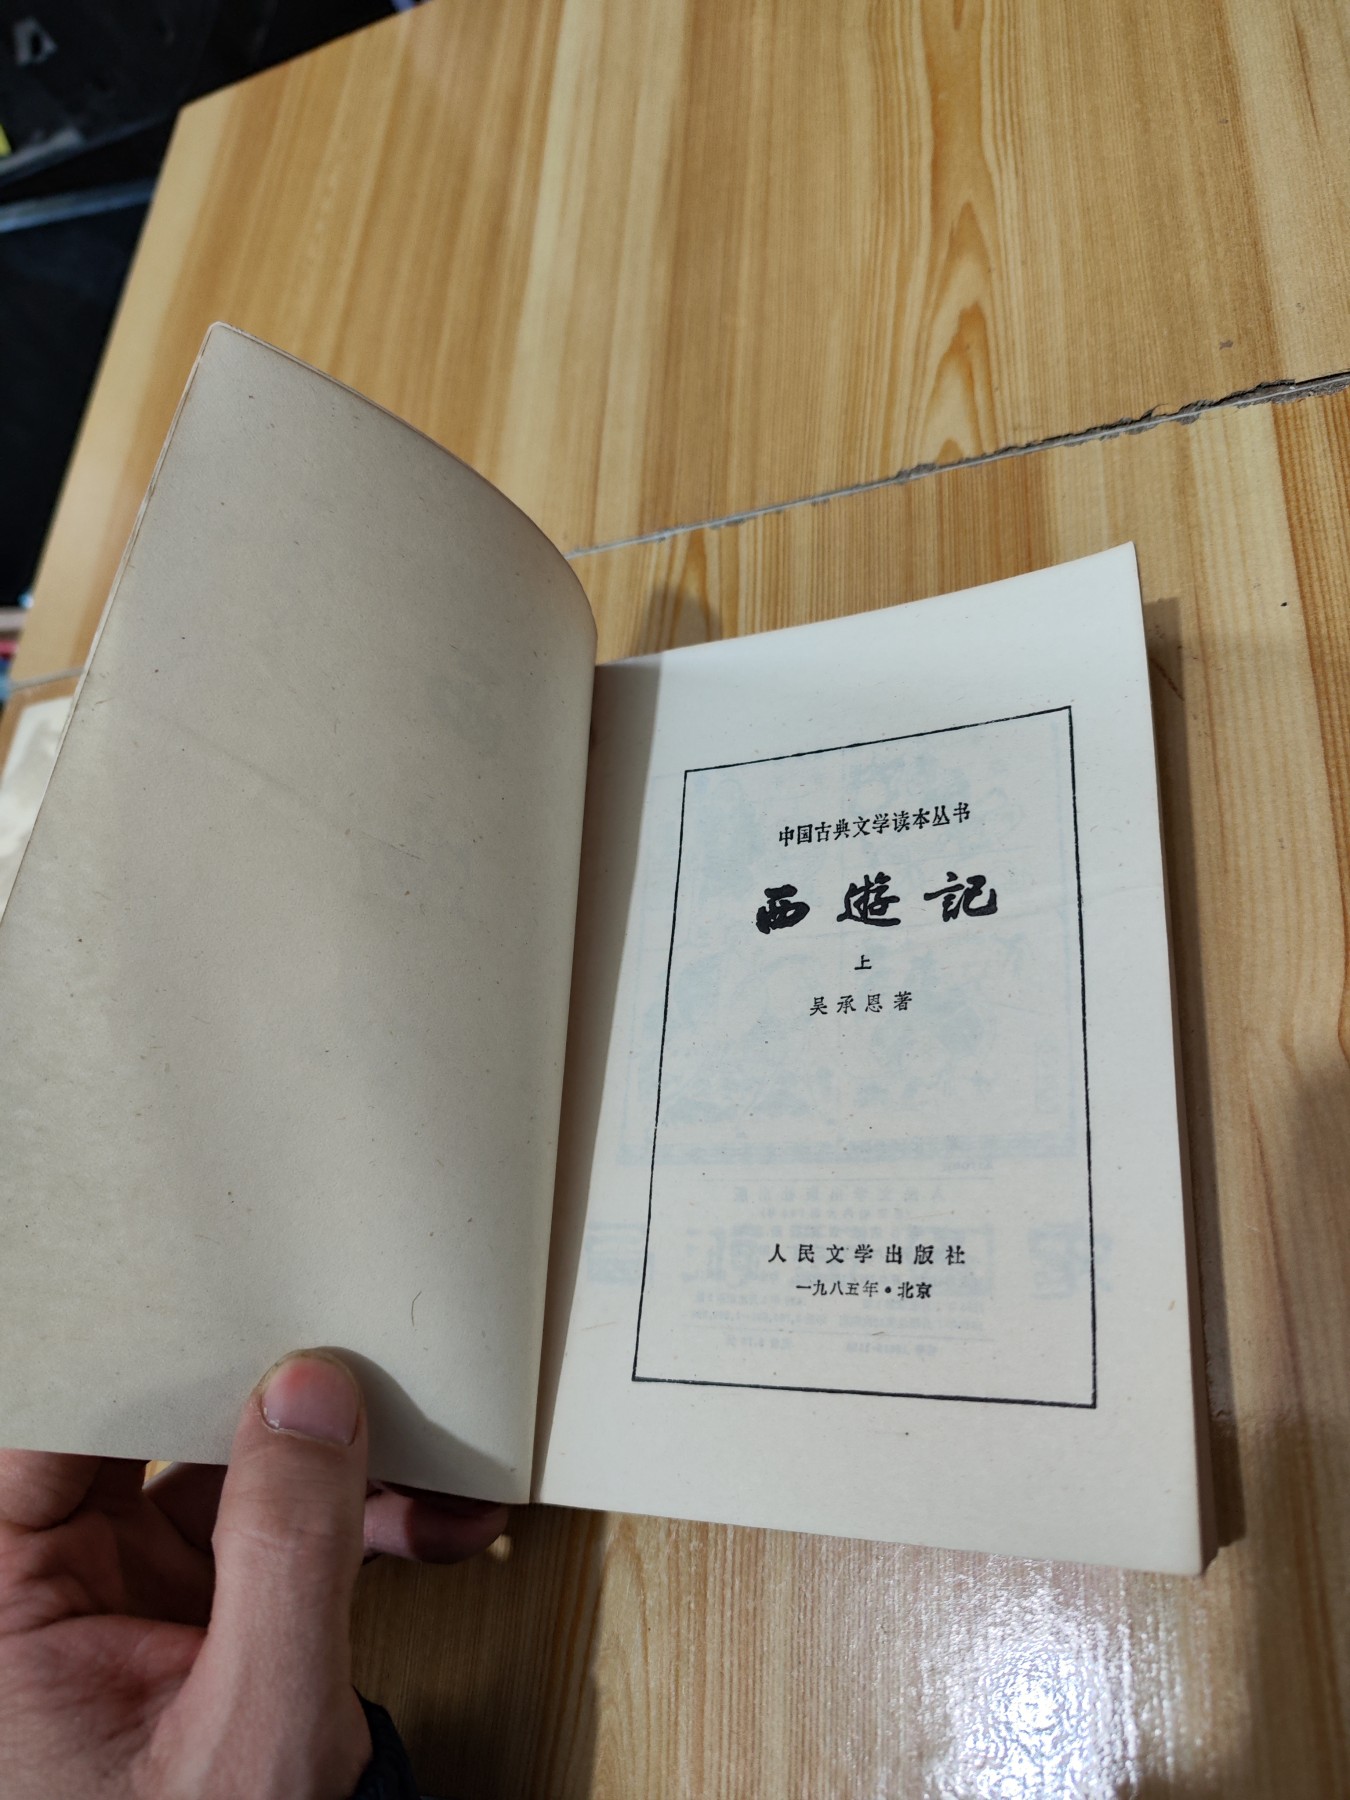 中国古典文学读本丛书
西遊記
上
吴承恩著
人民文学出版社
一九八五年·北京